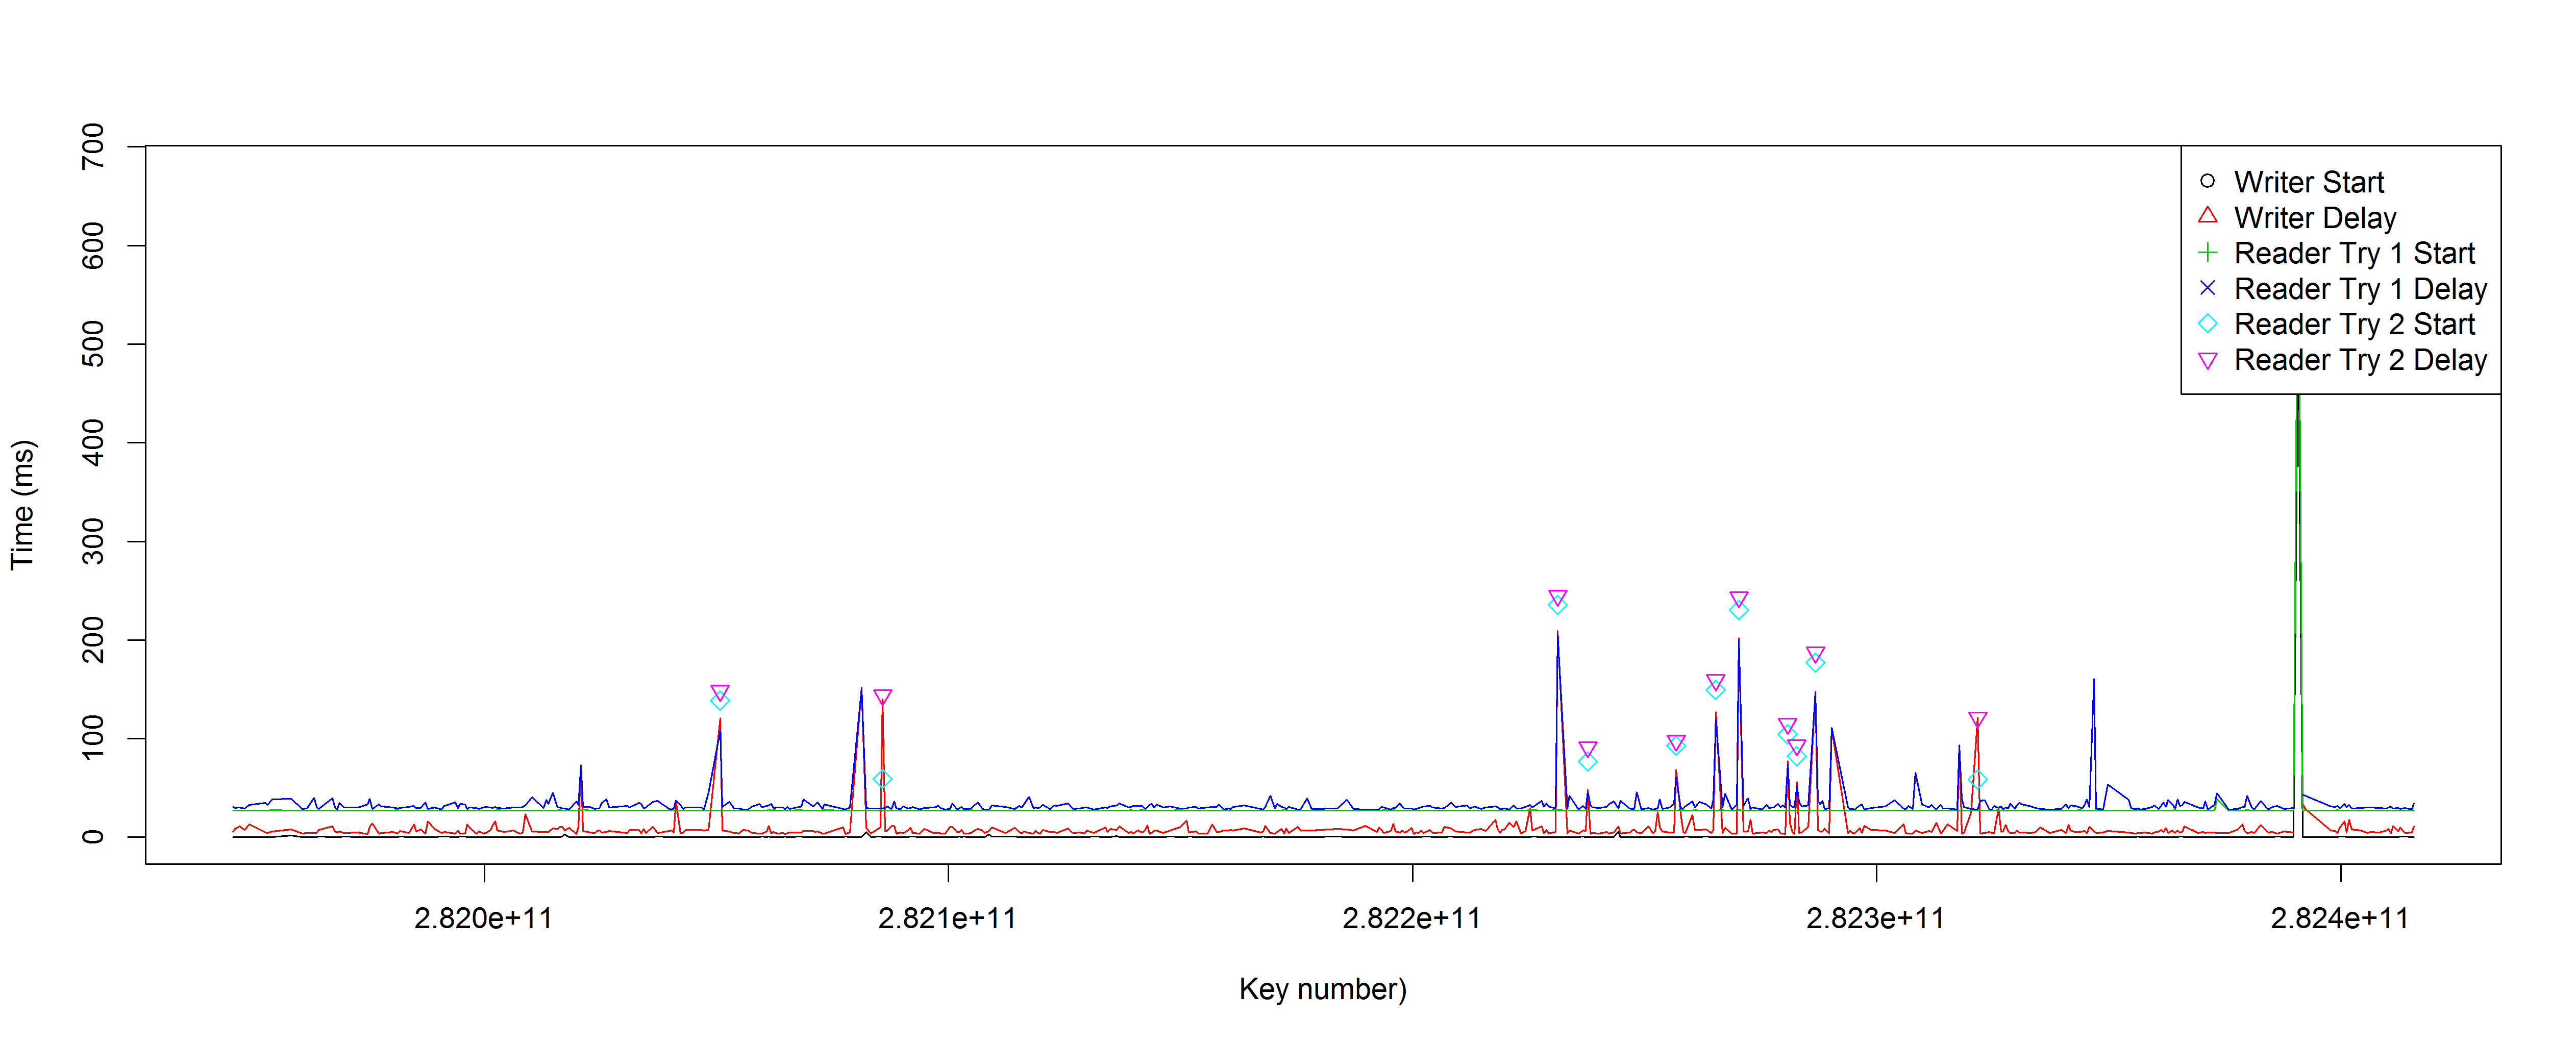 700
600
500
400
300
200
100
0
Time (ms)
Writer Start
Writer Delay
Reader Try 1 Start
Reader Try 1 Delay
Reader Try 2 Start
Reader Try 2 Delay
2.820e+11 2.821e+11 2.822e+11 2.823e+11 2.824e+11
Key number)